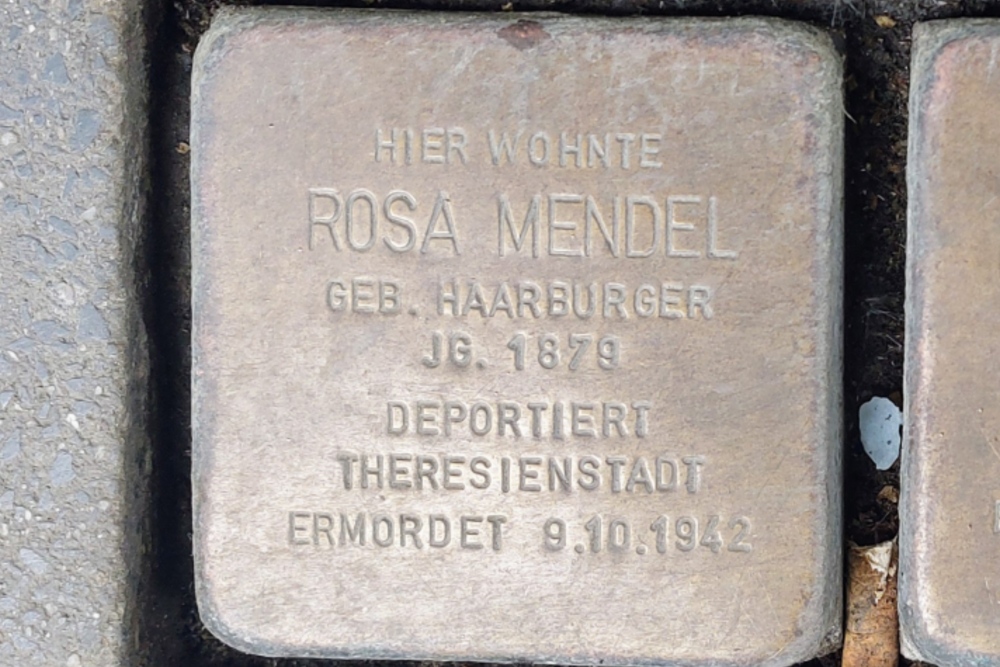 HIER WOHNTE
ROSA MENDEL
GEB. HAARBURGER
JG. 1879
DEPORTIERT
THERESIENSTADT
ERMORDET 9.10.1942